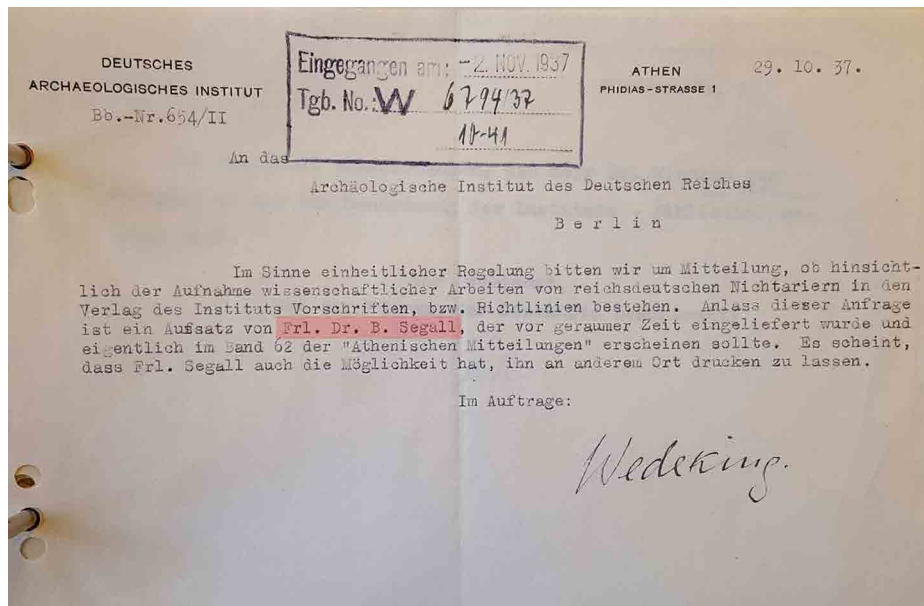 DEUTSCHES
ARCHAEOLOGISCHES INSTITUT
Bb.-Nr.654/II
Eingegangen am: -2. NOV. 1937
Tgb. No.: W 6794/37
10-41
ATHEN
PHIDIAS-STRASSE 1
29. 10. 37.
An das
Archäologische Institut des Deutschen Reiches
Berlin
Im Sinne einheitlicher Regelung bitten wir um Mitteilung, ob hinsicht-
lich der Aufnahme wissenschaftlicher Arbeiten von reichsdeutschen Nichtariern in den
Verlag des Instituts Vorschriften, bzw. Richtlinien bestehen. Anlass dieser Anfrage
ist ein Aufsatz von Frl. Dr. B. Segall, der vor geraumer Zeit eingeliefert wurde und
eigentlich im Band 62 der "Athenischen Mitteilungen" erscheinen sollte. Es scheint,
dass Frl. Segall auch die Möglichkeit hat, ihn an anderem Ort drucken zu lassen.
Im Auftrage:
Wedeking.